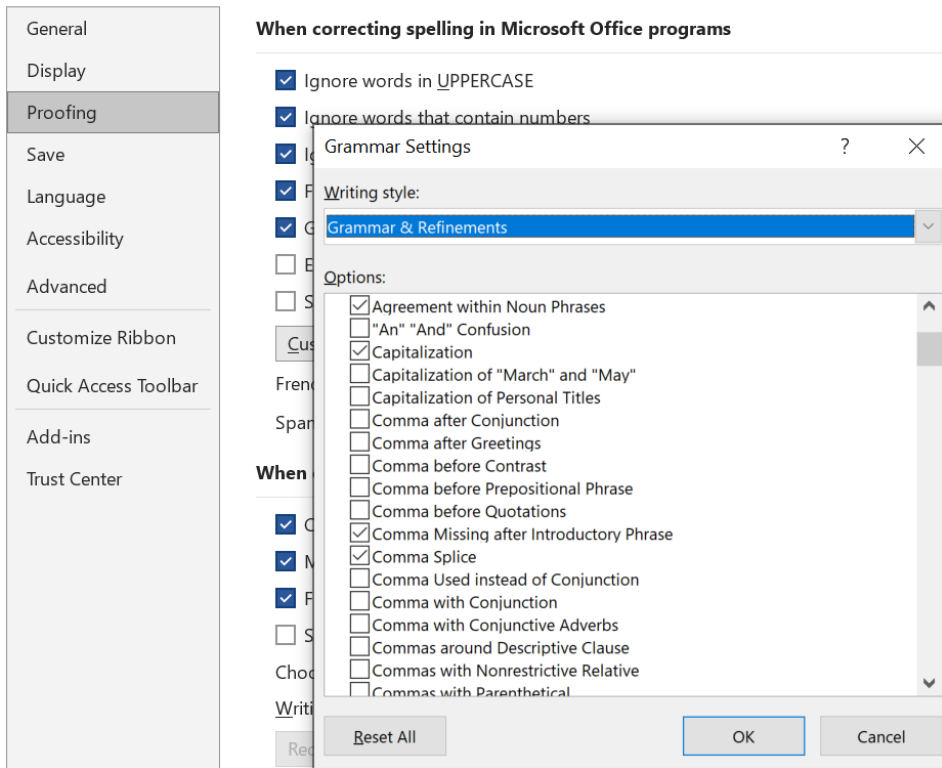 General
Display
Proofing
Save
Language
Accessibility
Advanced
Customize Ribbon
Quick Access Toolbar
Add-ins
Trust Center
When correcting spelling in Microsoft Office programs
Ignore words in UPPERCASE
Ignore words that contain numbers
When
Grammar Settings
?
Writing style:
Grammar & Refinements
Options:
Agreement within Noun Phrases
"An" "And" Confusion
Capitalization
Capitalization of "March" and "May"
Capitalization of Personal Titles
Comma after Conjunction
Comma after Greetings
Comma before Contrast
Comma before Prepositional Phrase
Comma before Quotations
Comma Missing after Introductory Phrase
Comma Splice
Comma Used instead of Conjunction
Comma with Conjunction
Comma with Conjunctive Adverbs
Commas around Descriptive Clause
Commas with Nonrestrictive Relative
Commas with Parenthetical
Reset All
OK
Cancel